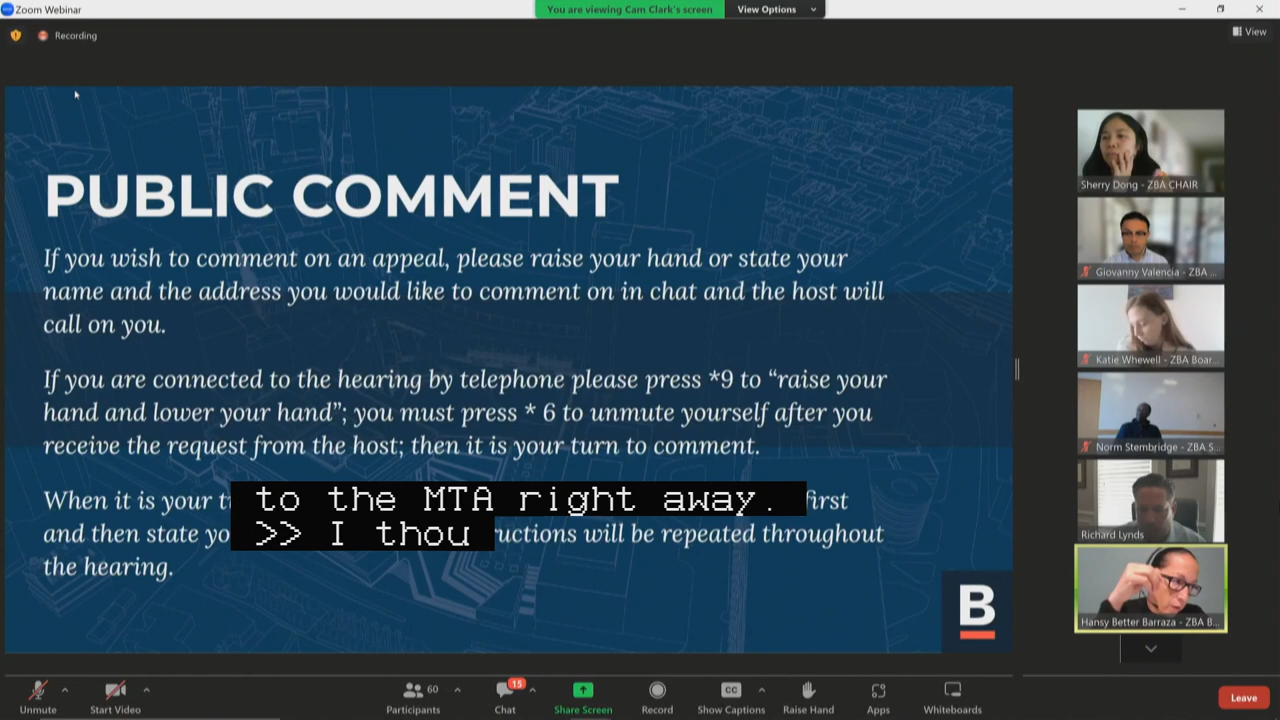 Zoom Webinar
You are viewing Cam Clark's screen
View Options
Recording
View
PUBLIC COMMENT
If you wish to comment on an appeal, please raise your hand or state your
name and the address you would like to comment on in chat and the host will
call on you.
If you are connected to the hearing by telephone please press *9 to “raise your
hand and lower your hand”; you must press * 6 to unmute yourself after you
receive the request from the host; then it is your turn to comment.
When it is your first
and then state will be repeated throughout
the hearing.
to the MTA right away.
>> I thou
B
Sherry Dong - ZBA CHAIR
Giovanny Valencia - ZBA ...
Katie Whewell - ZBA Boar...
Norm Stembridge - ZBA S...
Richard Lynds
Hansy Better Barraza - ZBA B...
Unmute
Start Video
60
Participants
15
Chat
Share Screen
Record
CC
Show Captions
Raise Hand
Apps
Whiteboards
Leave